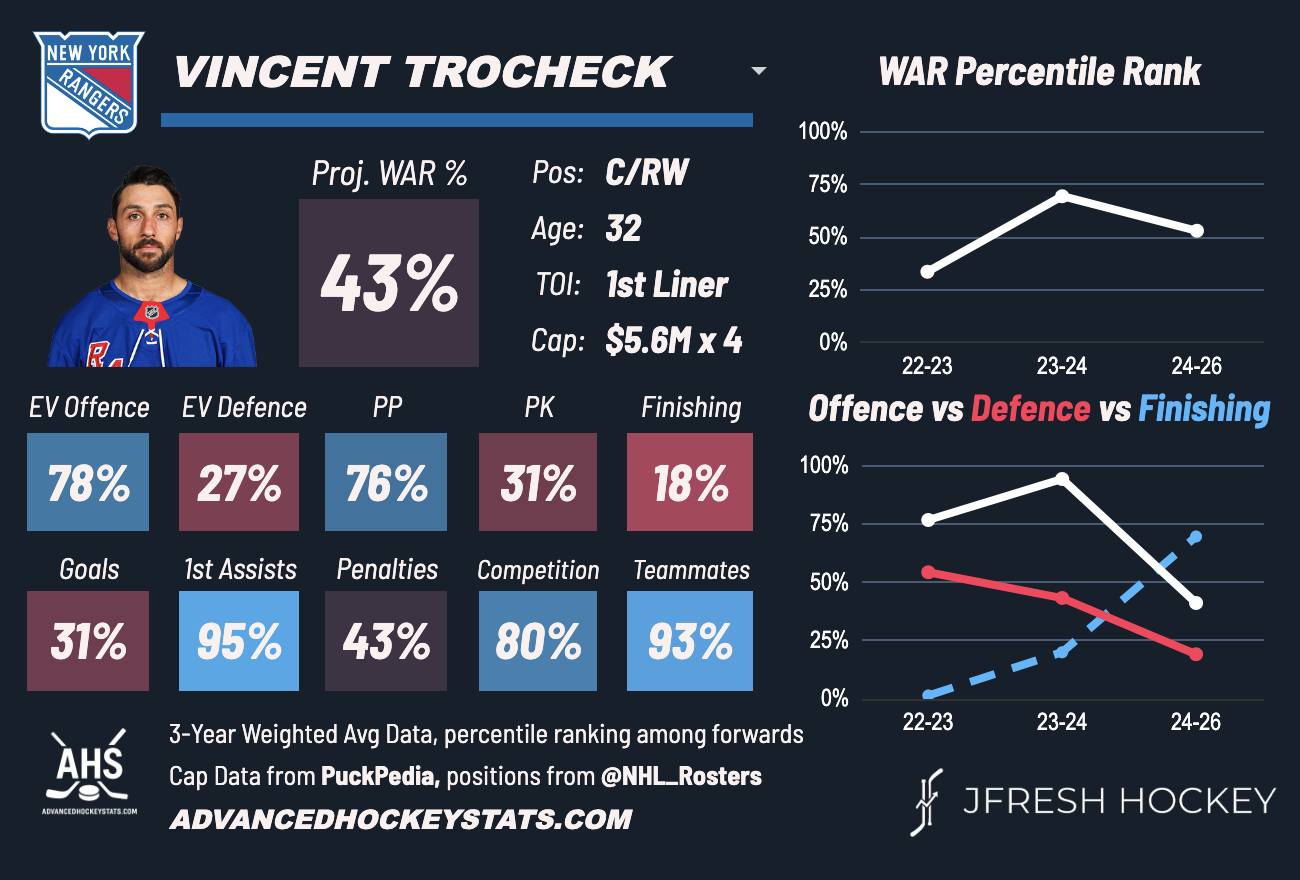 NEW YORK
RANGERS
VINCENT TROCHECK
Proj. WAR %
43%
Pos: C/RW
Age: 32
TOI: 1st Liner
Cap: $5.6M x 4
EV Offence EV Defence PP PK Finishing
78% 27% 76% 31% 18%
Goals 1st Assists Penalties Competition Teammates
31% 95% 43% 80% 93%
WAR Percentile Rank
100%
75%
50%
25%
0%
22-23 23-24 24-26
Offence vs Defence vs Finishing
100%
75%
50%
25%
0%
22-23 23-24 24-26
AHS
ADVANCEDHOCKEYSTATS.COM
3-Year Weighted Avg Data, percentile ranking among forwards
Cap Data from PuckPedia, positions from @NHL_Rosters
ADVANCEDHOCKEYSTATS.COM
JFRESH HOCKEY